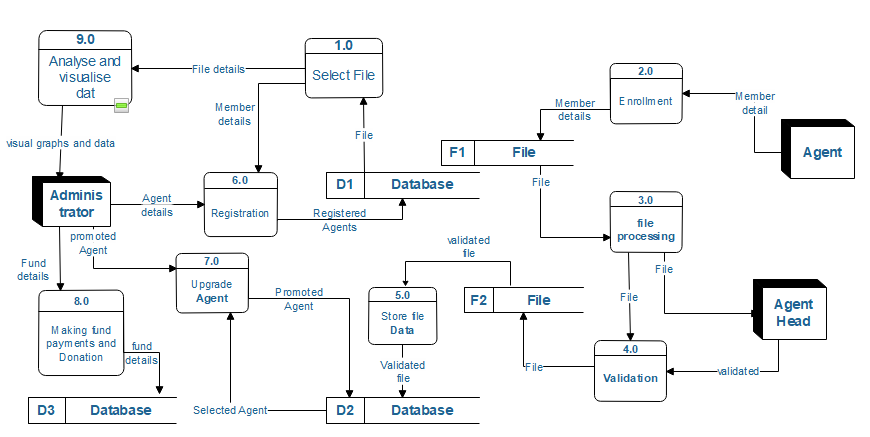 9.0
Analyse and
visualise
dat
File details
1.0
Select File
Member
details
File
2.0
Enrollment
Member
detail
Agent
Member
details
F1
File
visual graphs and data
Adminis
trator
Agent
details
6.0
Registration
Registered
Agents
D1
Database
File
3.0
file
processing
File
File
promoted
Agent
Fund
details
7.0
Upgrade
Agent
Promoted
Agent
validated
file
5.0
Store file
Data
F2
File
Agent
Head
8.0
Making fund
payments and
Donation
fund
details
Validated
file
File
4.0
Validation
validated
D3
Database
Selected Agent
D2
Database